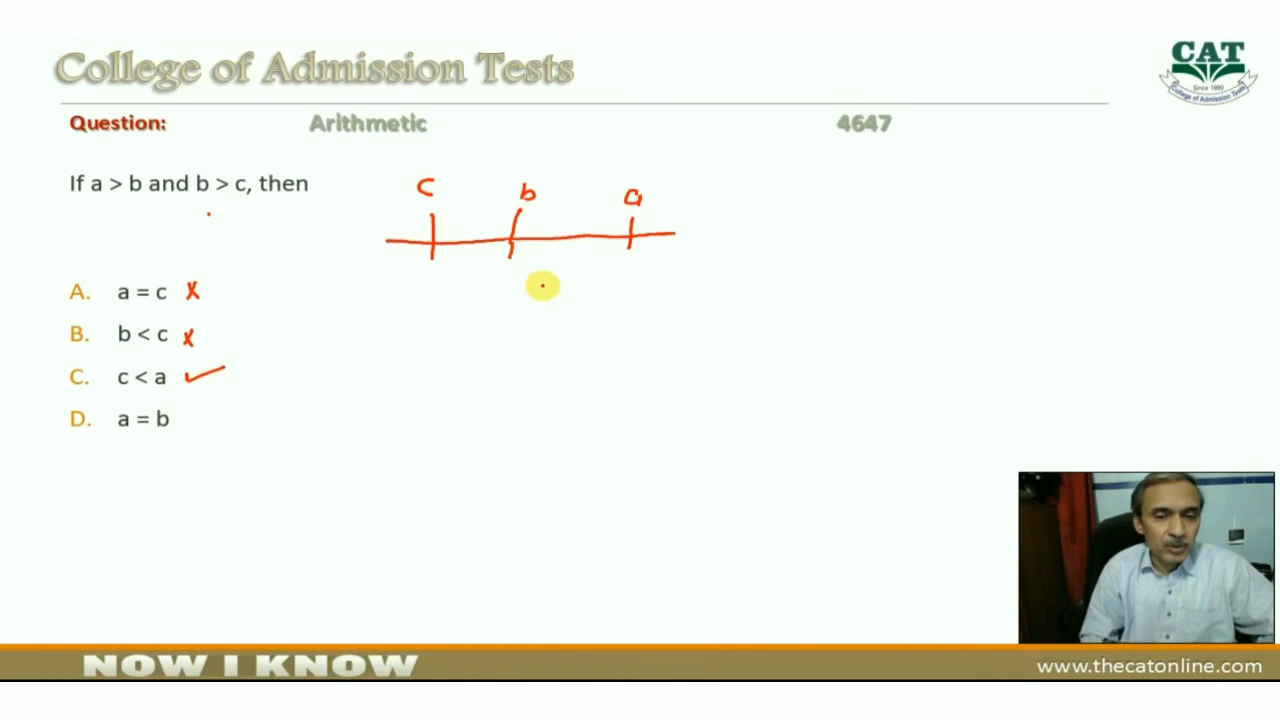 College of Admission Tests
CAT
Since 1990
College of Admission Tests
Question: Arithmetic 4647
If a > b and b > c, then
c b a
A. a = c x
B. b < c x
C. c < a ✓
D. a = b
NOW I KNOW www.thecatonline.com